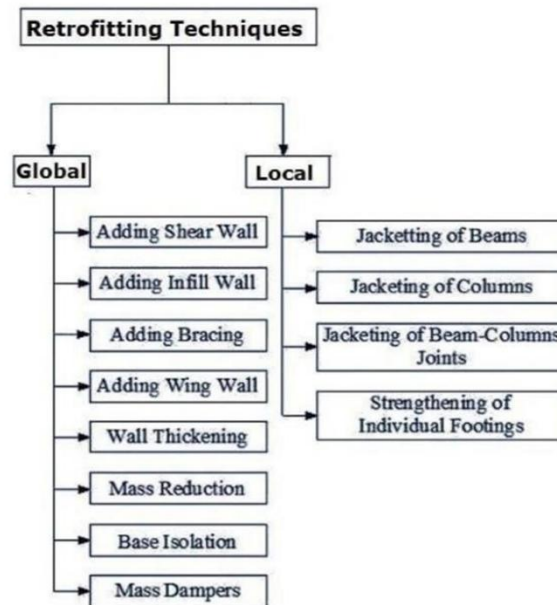 Retrofitting Techniques
Global
Local
Adding Shear Wall
Adding Infill Wall
Adding Bracing
Adding Wing Wall
Wall Thickening
Mass Reduction
Base Isolation
Mass Dampers
Jacketting of Beams
Jacketing of Columns
Jacketing of Beam-Columns
Joints
Strengthening of
Individual Footings